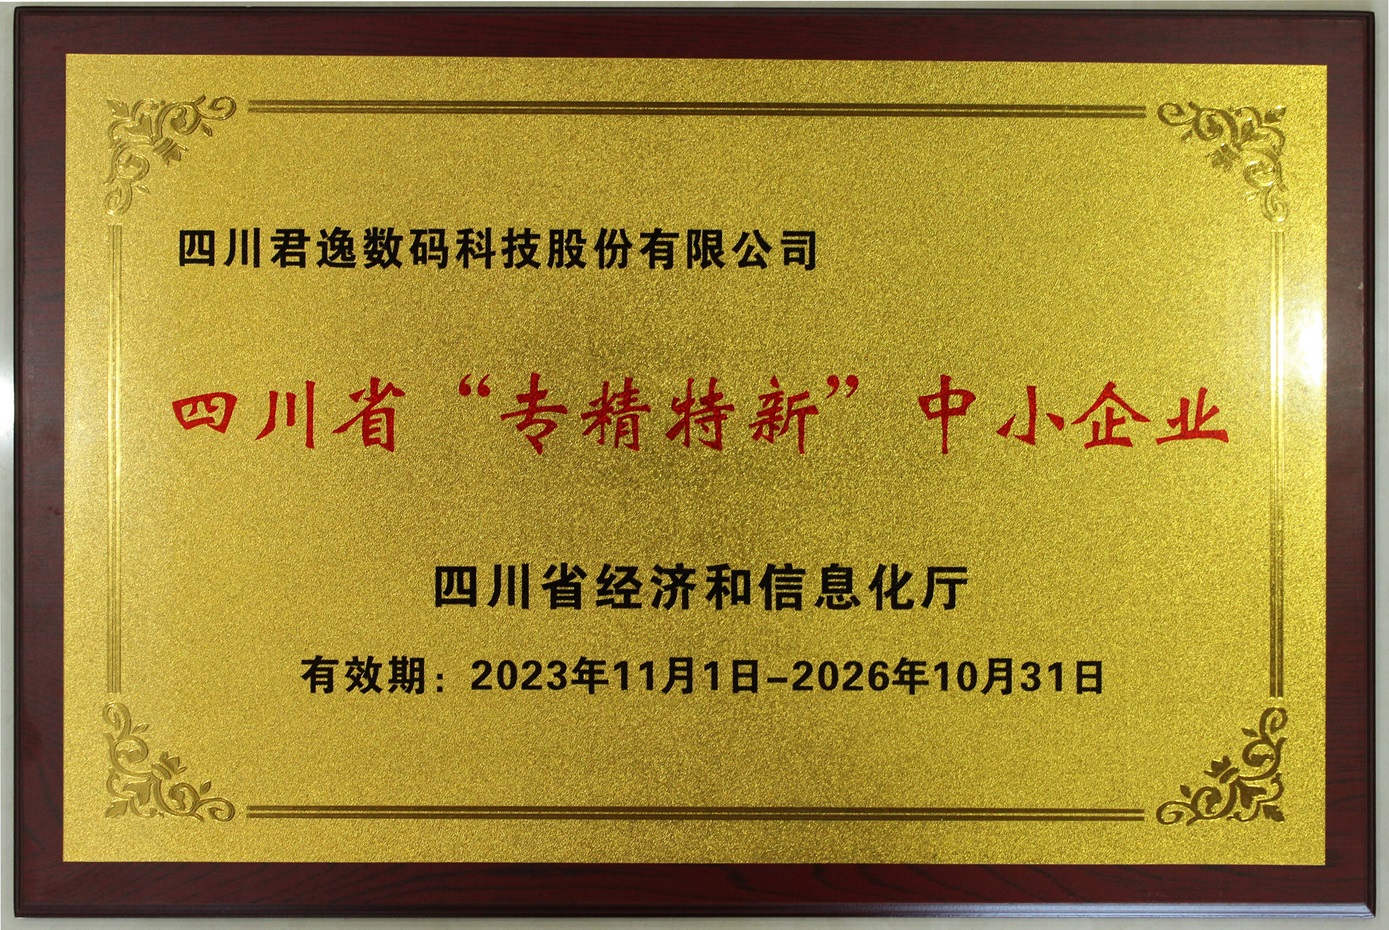 四川君逸数码科技股份有限公司
四川省“专精特新”中小企业
四川省经济和信息化厅
有效期：2023年11月1日-2026年10月31日